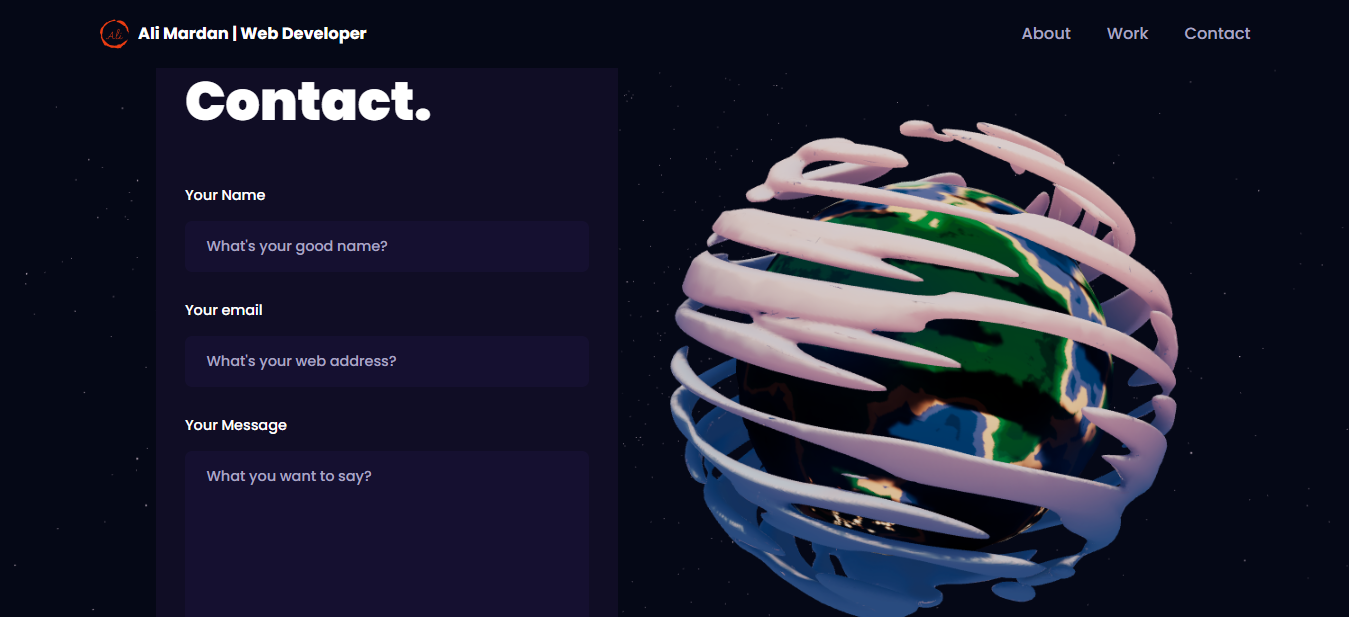 Ali
Ali Mardan | Web Developer
About
Work
Contact
Contact.
Your Name
What's your good name?
Your email
What's your web address?
Your Message
What you want to say?